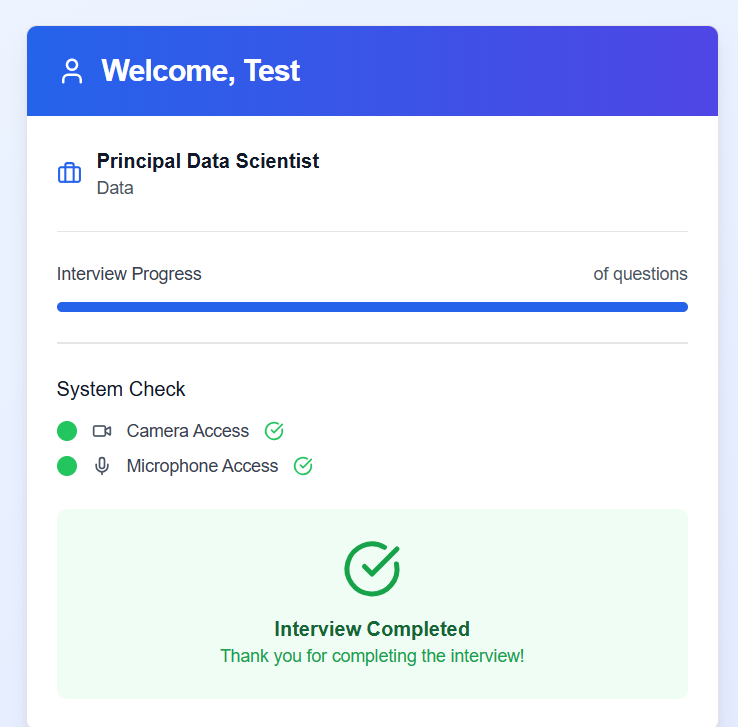 Welcome, Test
Principal Data Scientist
Data
Interview Progress
of questions
System Check
Camera Access
Microphone Access
Interview Completed
Thank you for completing the interview!